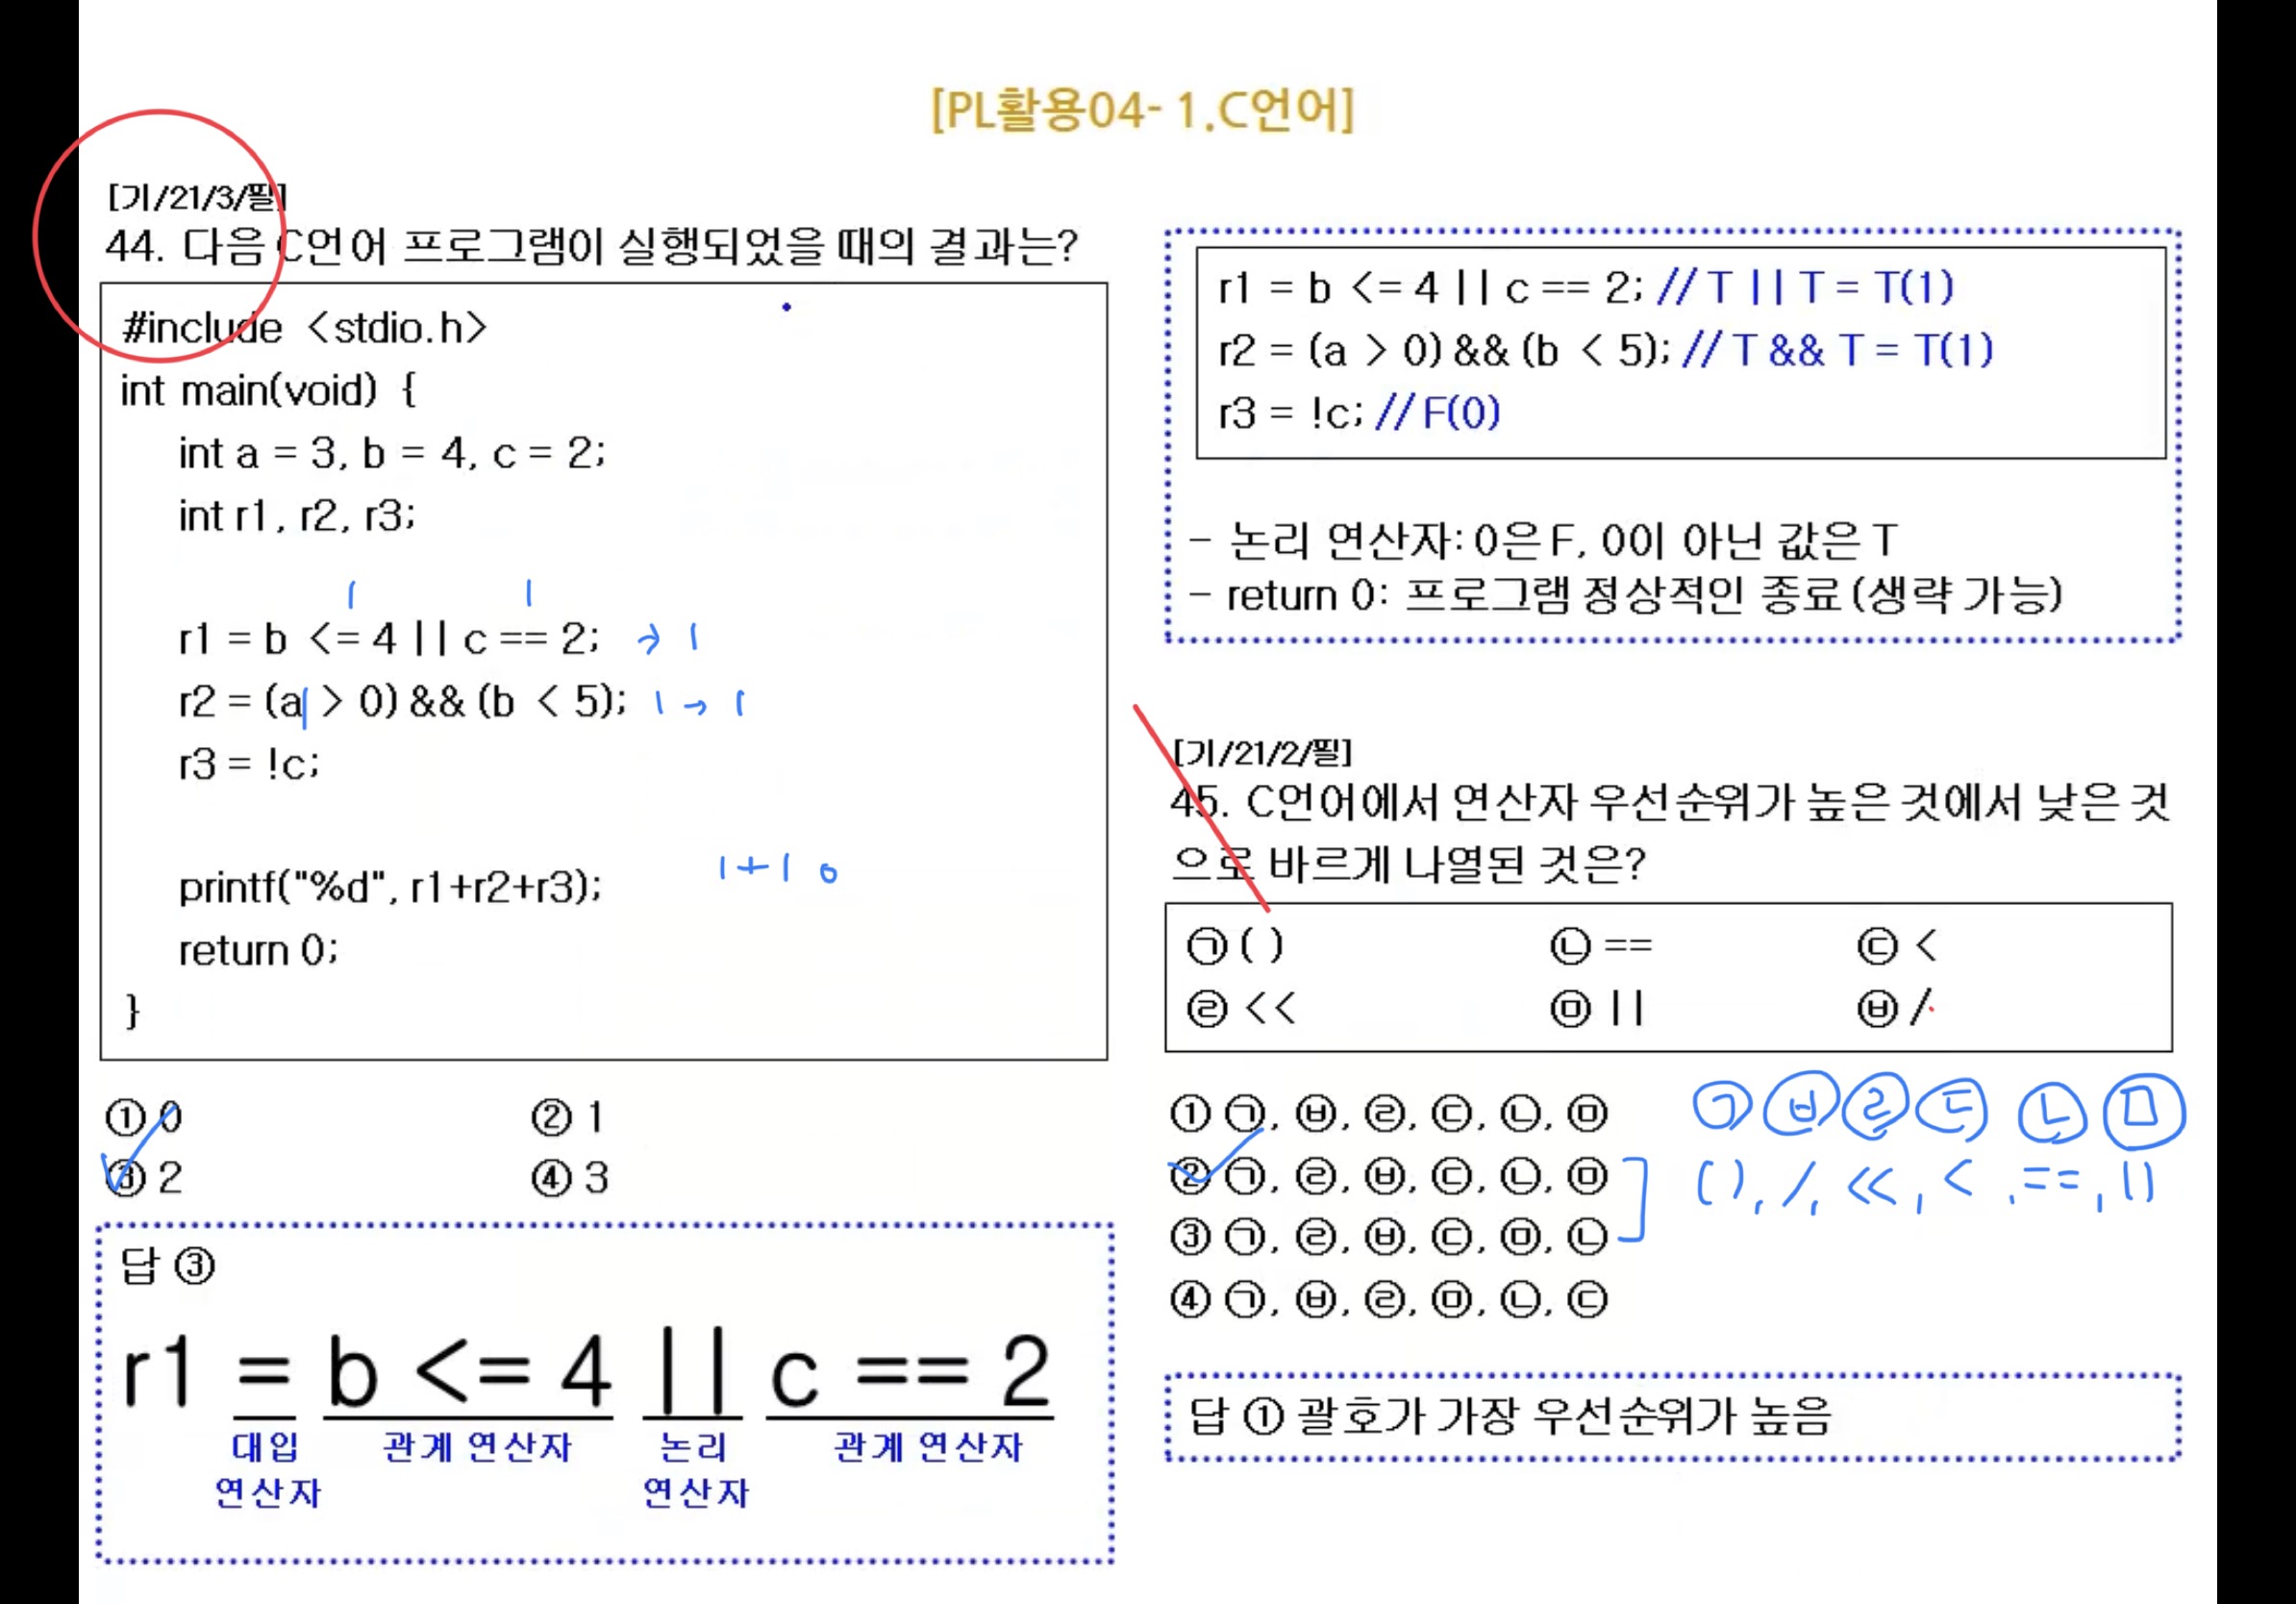 [PL활용04- 1.C언어]
[기/21/3/필]
44. 다음 C언어 프로그램이 실행되었을 때의 결과는?
#include <stdio.h>
int main(void) {
int a = 3, b = 4, c = 2;
int r1, r2, r3;
1 1
r1 = b <= 4 || c == 2; → 1
r2 = (a > 0) && (b < 5); 1 → 1
r3 = !c;
printf("%d", r1+r2+r3); 1+1 0
return 0;
}
① 0 ② 1
③ 2 ④ 3
답 ③
r1 = b <= 4 || c == 2
대입 관계 연산자 논리 관계 연산자
연산자 연산자
r1 = b <= 4 || c == 2; // T || T = T(1)
r2 = (a > 0) && (b < 5); // T && T = T(1)
r3 = !c; // F(0)
- 논리 연산자: 0은 F, 0이 아닌 값은 T
- return 0: 프로그램 정상적인 종료 (생략 가능)
[기/21/2/필]
45. C언어에서 연산자 우선순위가 높은 것에서 낮은 것
으로 바르게 나열된 것은?
㉠ ( ) ㉡ == ㉢ <
㉣ << ㉤ || ㉥ /
① ㉠, ㉥, ㉣, ㉢, ㉡, ㉤ ㉠ ㉥ ㉣ ㉢ ㉡ ㉤
② ㉠, ㉣, ㉥, ㉢, ㉡, ㉤ ( ), /, <<, <, ==, ||
③ ㉠, ㉣, ㉥, ㉢, ㉤, ㉡
④ ㉠, ㉥, ㉣, ㉤, ㉡, ㉢
답 ① 괄호가 가장 우선순위가 높음